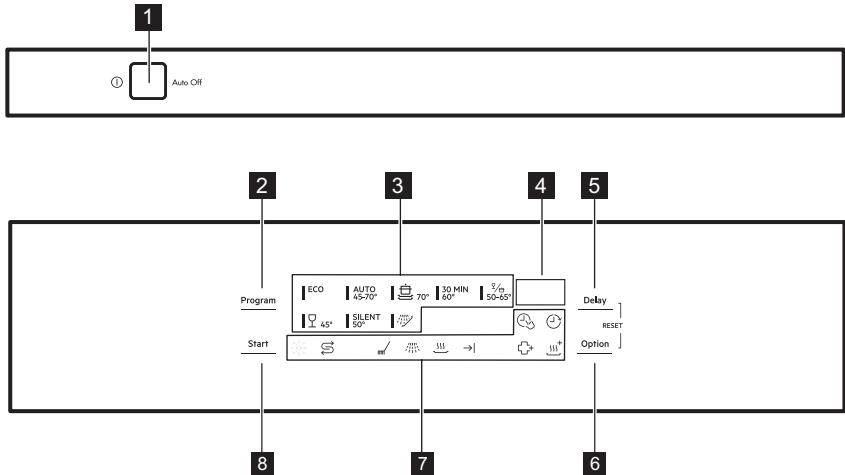 1
Auto Off
2
3
4
5
ECO
AUTO 45-70°
70°
30 MIN 60°
50-65°
Program
Delay
45°
SILENT 50°
RESET
Start
Option
8
7
6